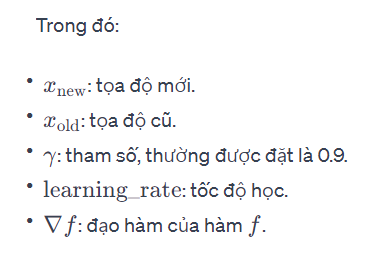 Trong đó:
• x_new: tọa độ mới.
• x_old: tọa độ cũ.
• γ: tham số, thường được đặt là 0.9.
• learning_rate: tốc độ học.
• ∇f: đạo hàm của hàm f.